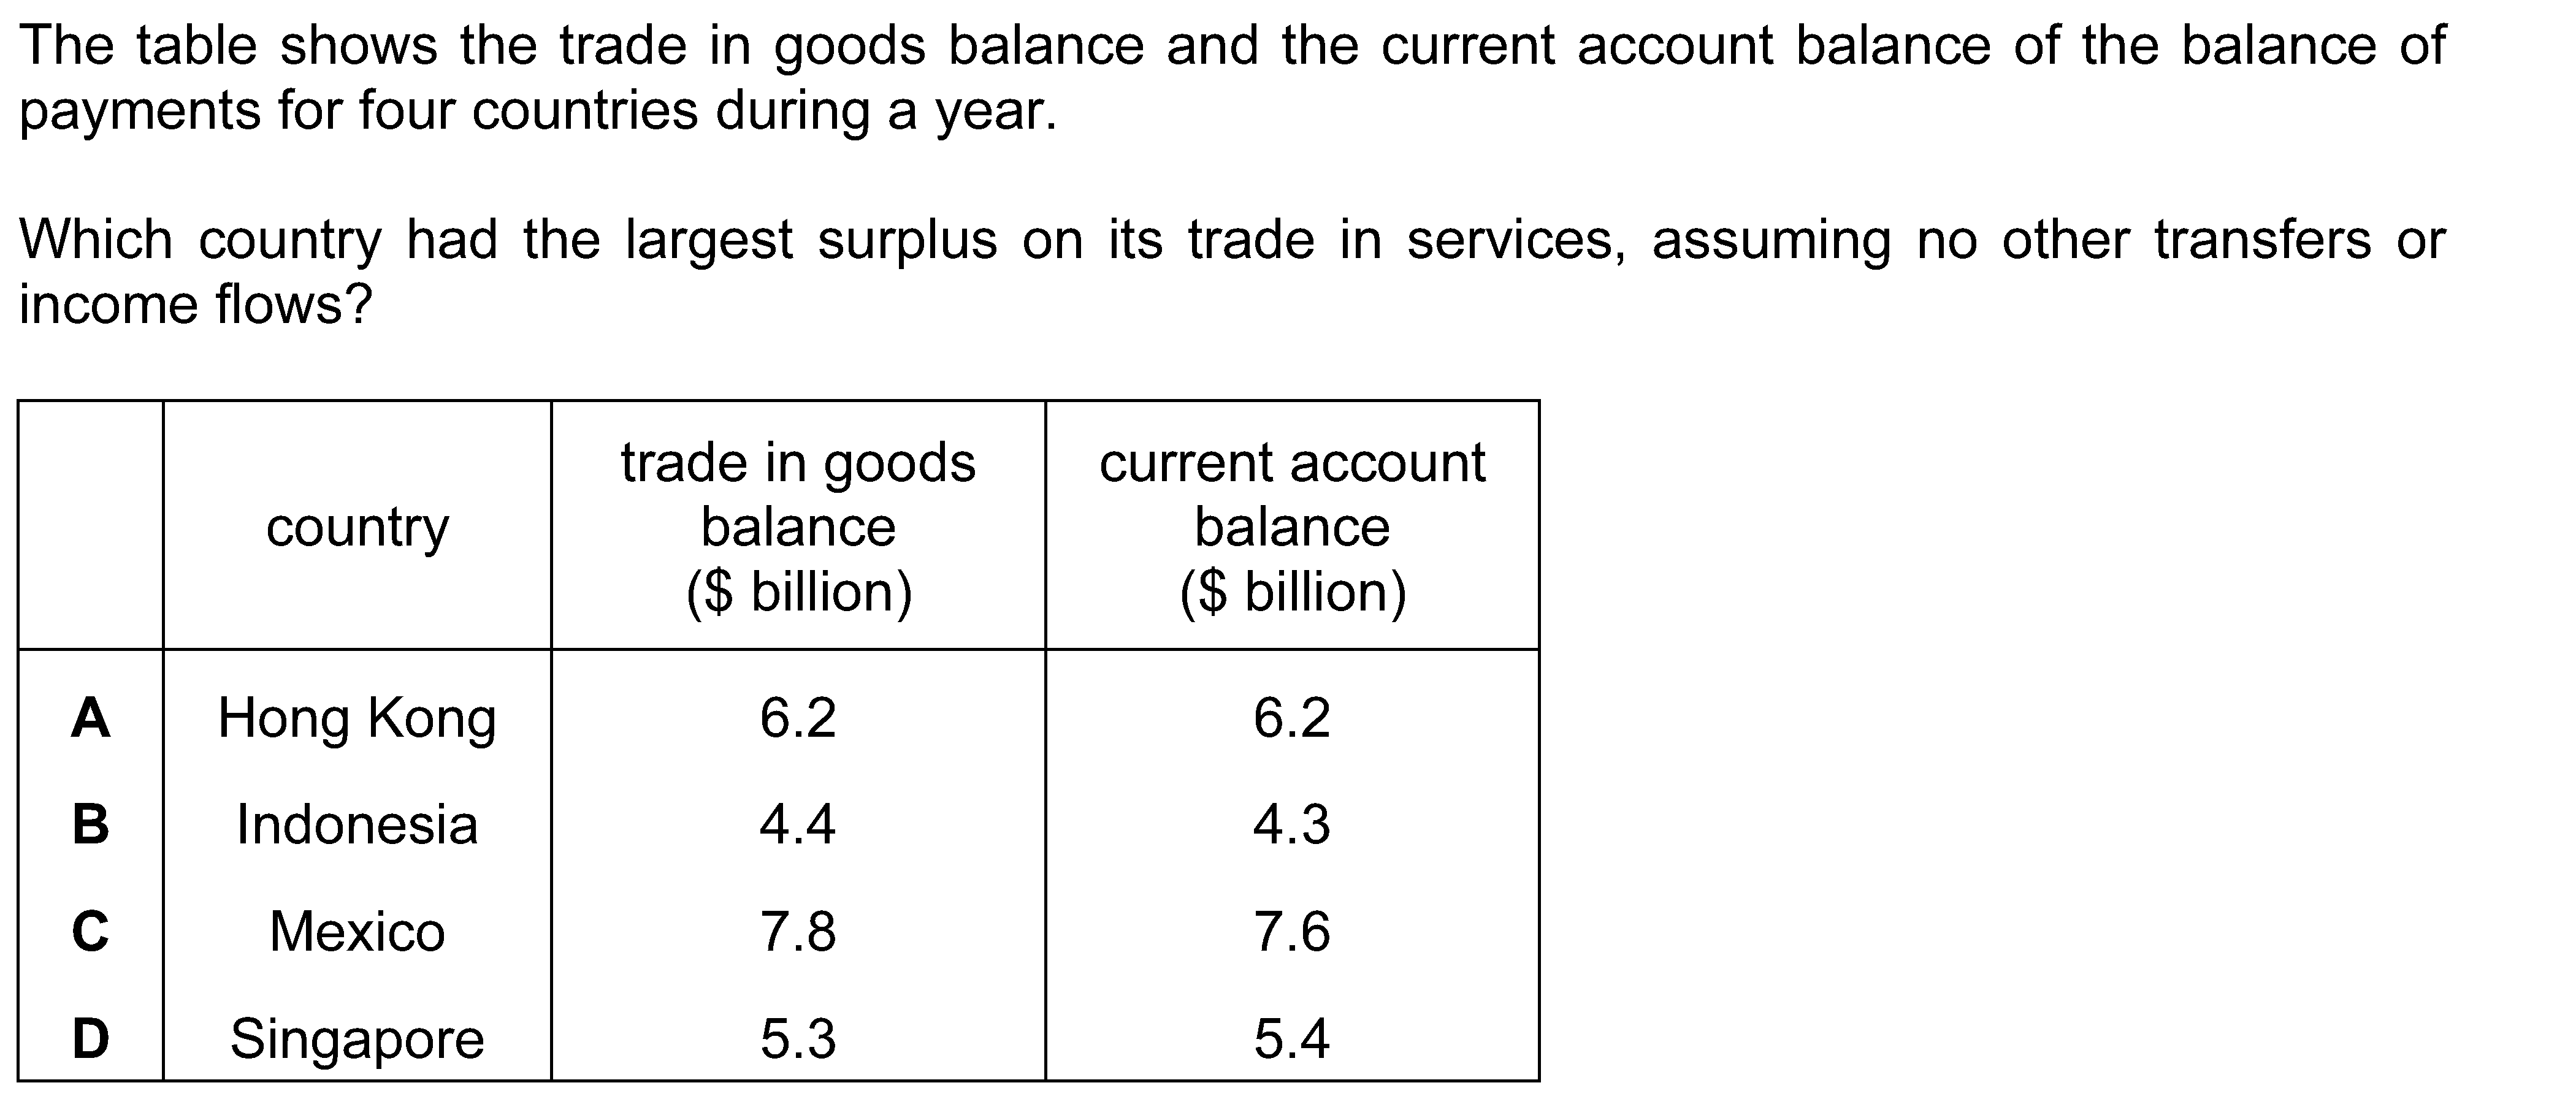 The table shows the trade in goods balance and the current account balance of the balance of
payments for four countries during a year.
Which country had the largest surplus on its trade in services, assuming no other transfers or
income flows?
country
trade in goods
balance
($ billion)
current account
balance
($ billion)
A Hong Kong 6.2 6.2
B Indonesia 4.4 4.3
C Mexico 7.8 7.6
D Singapore 5.3 5.4